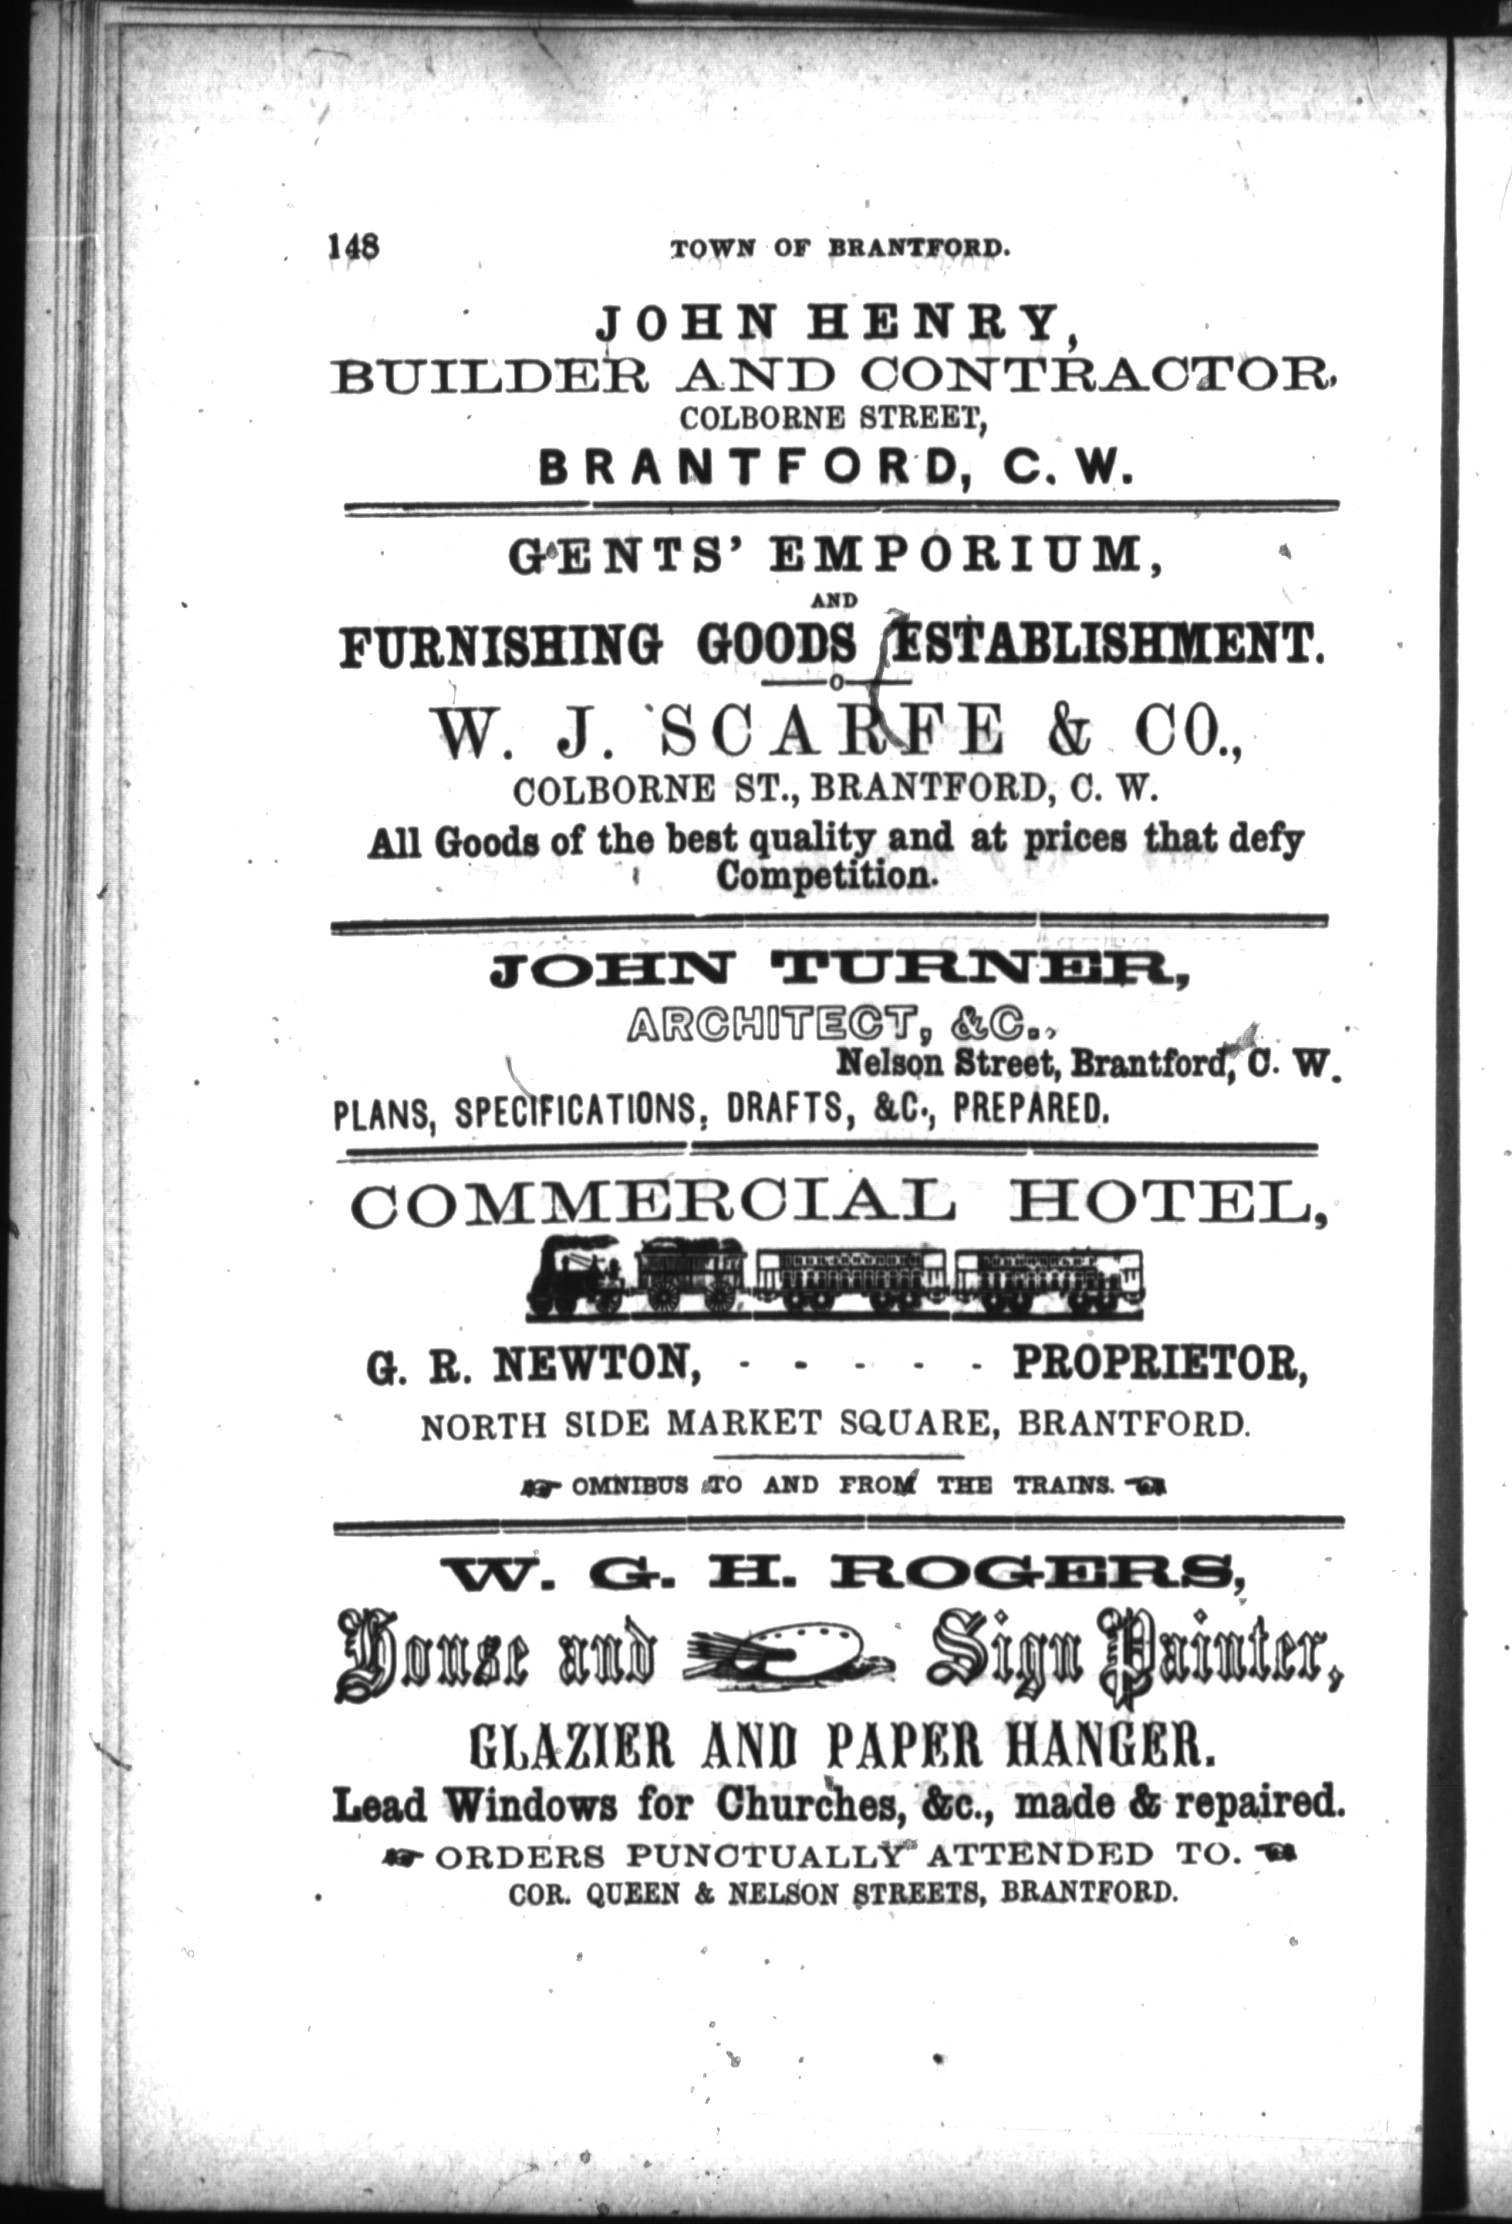 148 TOWN OF BRANTFORD.
JOHN HENRY,
BUILDER AND CONTRACTOR,
COLBORNE STREET,
BRANTFORD, C. W.
GENTS' EMPORIUM,
AND
FURNISHING GOODS ESTABLISHMENT.
W. J. SCARFE & CO.,
COLBORNE ST., BRANTFORD, C. W.
All Goods of the best quality and at prices that defy
Competition.
JOHN TURNER,
ARCHITECT, &C.,
Nelson Street, Brantford, C. W.
PLANS, SPECIFICATIONS, DRAFTS, &C., PREPARED.
COMMERCIAL HOTEL,
G. R. NEWTON, - - - - - PROPRIETOR,
NORTH SIDE MARKET SQUARE, BRANTFORD.
☞ OMNIBUS TO AND FROM THE TRAINS. ☜
W. G. H. ROGERS,
House and Sign Painter,
GLAZIER AND PAPER HANGER.
Lead Windows for Churches, &c., made & repaired.
☞ ORDERS PUNCTUALLY ATTENDED TO. ☜
COR. QUEEN & NELSON STREETS, BRANTFORD.